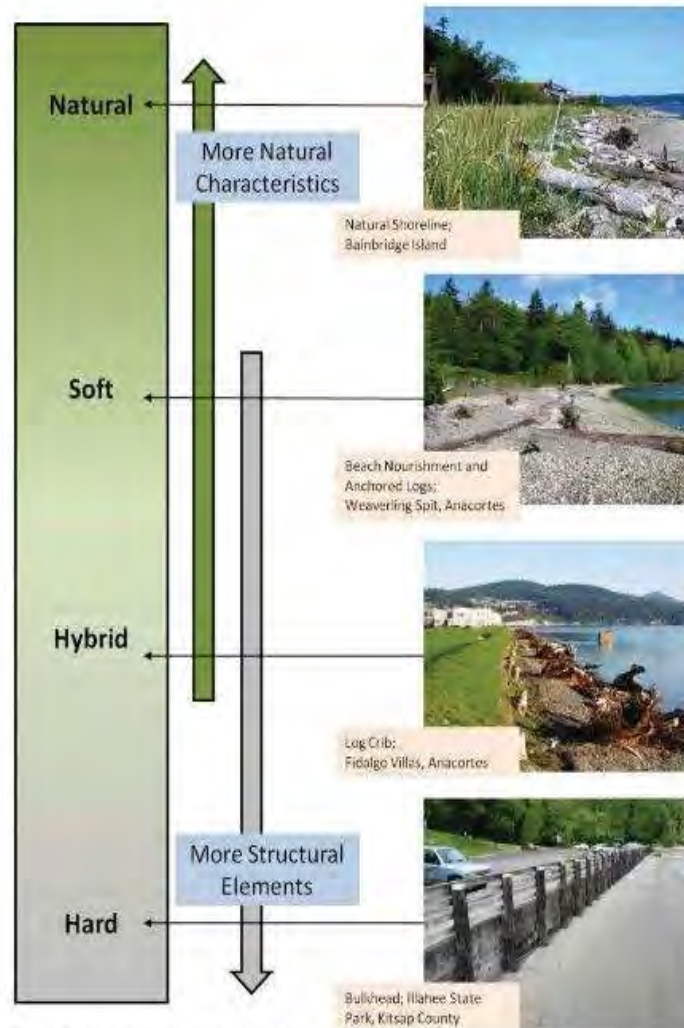 Natural
More Natural
Characteristics
Natural Shoreline;
Bainbridge Island
Soft
Beach Nourishment and
Anchored Logs;
Weaverling Spit, Anacortes
Hybrid
Log Crib;
Fidalgo Villas, Anacortes
More Structural
Elements
Hard
Bulkhead; Illahee State
Park, Kitsap County